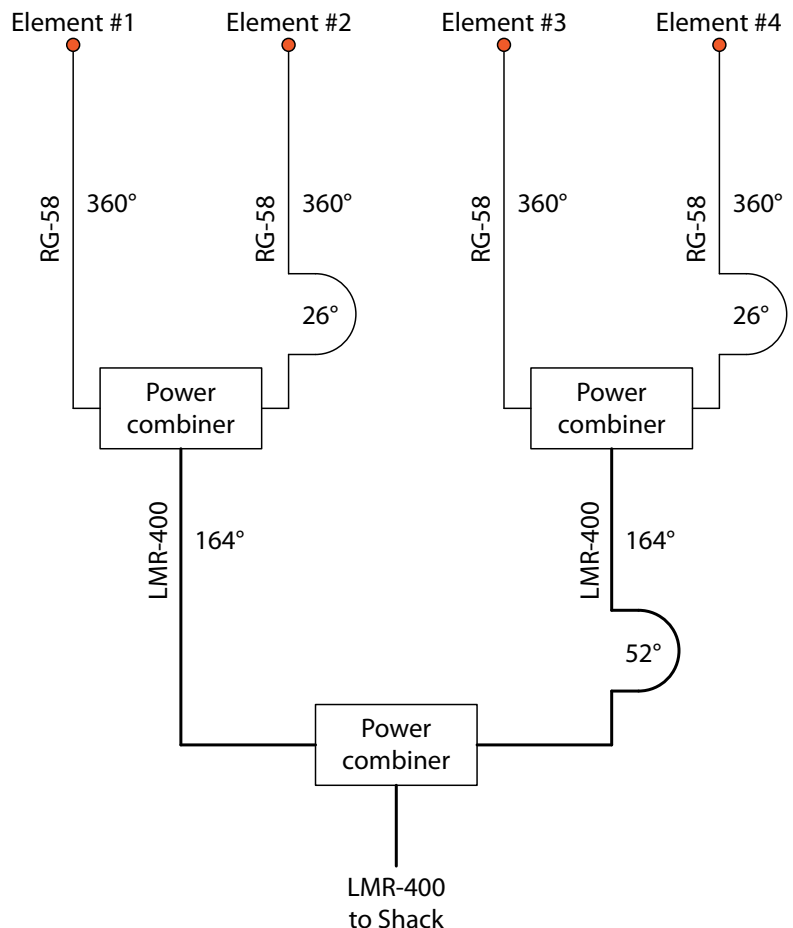 Element #1
Element #2
Element #3
Element #4
RG-58
360°
RG-58
360°
RG-58
360°
RG-58
360°
26°
26°
Power
combiner
Power
combiner
LMR-400
164°
LMR-400
164°
52°
Power
combiner
LMR-400
to Shack